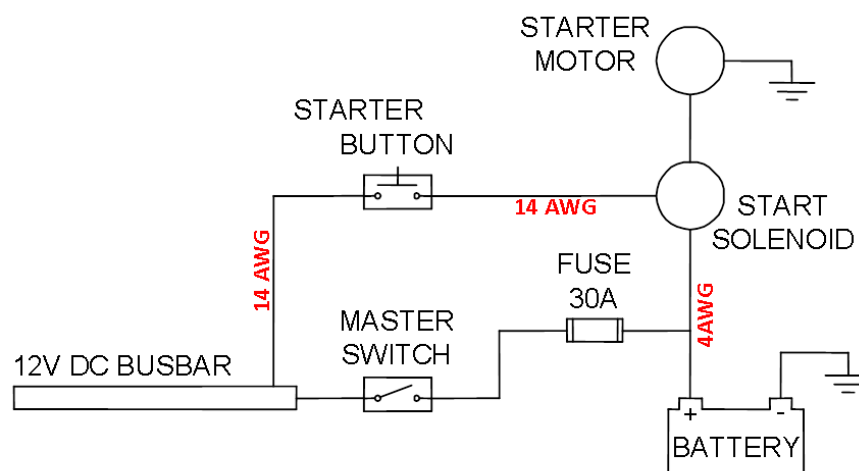 STARTER
MOTOR
STARTER
BUTTON
14 AWG
START
SOLENOID
14 AWG
FUSE
30A
4AWG
MASTER
SWITCH
12V DC BUSBAR
+
-
BATTERY